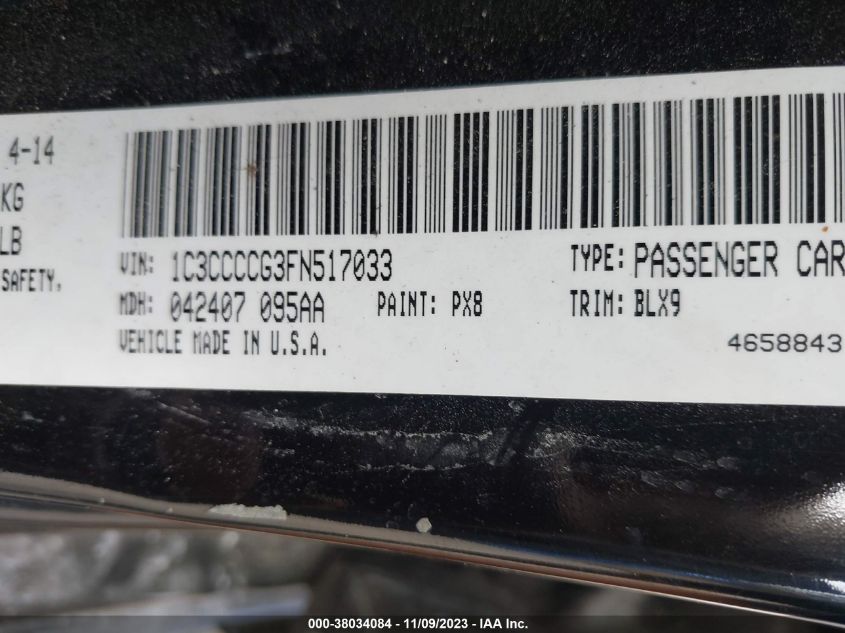 4-14
KG
LB
SAFETY.
VIN: 1C3CCCCG3FN517033 TYPE: PASSENGER CAR
MDH: 042407 095AA PAINT: PX8 TRIM: BLX9
VEHICLE MADE IN U.S.A. 4658843
000-38034084 - 11/09/2023 - IAA Inc.